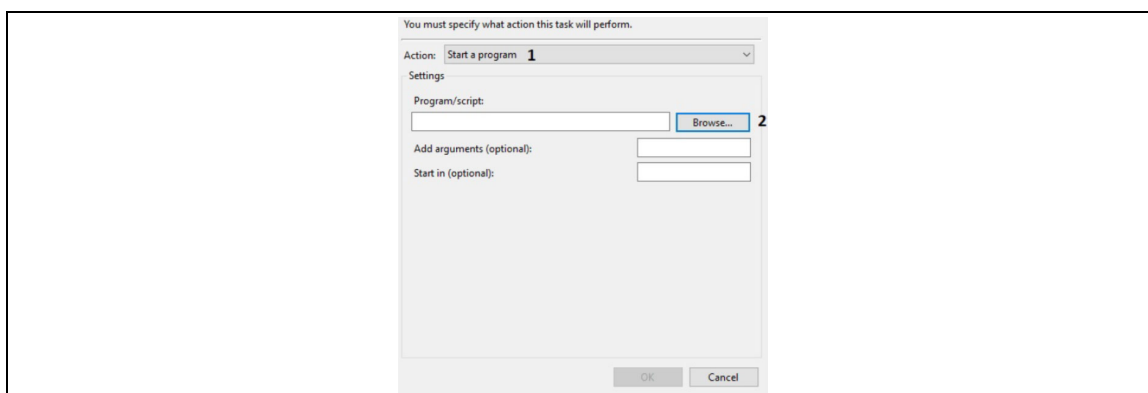 You must specify what action this task will perform.
Action: Start a program 1
Settings
Program/script:
Browse... 2
Add arguments (optional):
Start in (optional):
OK Cancel